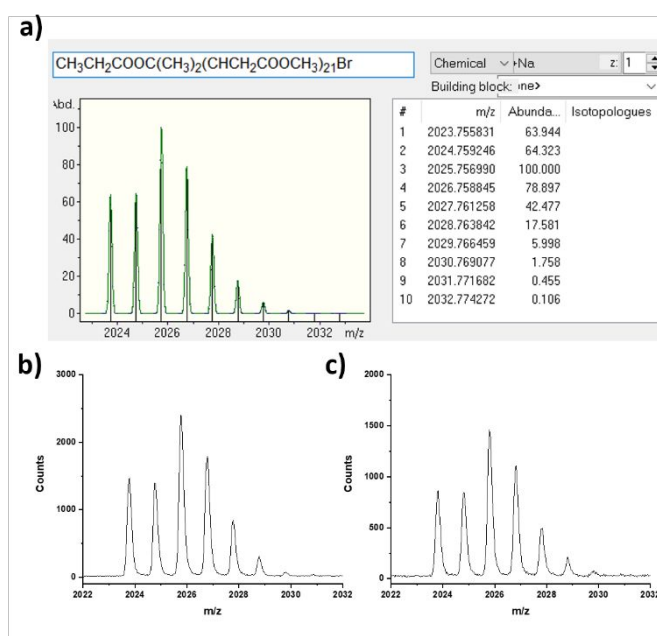 a)
CH3CH2COOC(CH3)2(CHCH2COOCH3)21Br
Chemical Na z: 1
Building block:
Abd.
100
80
60
40
20
0
2024 2026 2028 2030 2032 m/z
# m/z Abunda... Isotopologues
1 2023.755831 63.944
2 2024.759246 64.323
3 2025.756990 100.000
4 2026.758845 78.897
5 2027.761258 42.477
6 2028.763842 17.581
7 2029.766459 5.998
8 2030.769077 1.758
9 2031.771682 0.455
10 2032.774272 0.106
b)
3000
2000
1000
0
Counts
2022 2024 2026 2028 2030 2032
m/z
c)
2000
1500
1000
500
0
Counts
2022 2024 2026 2028 2030 2032
m/z